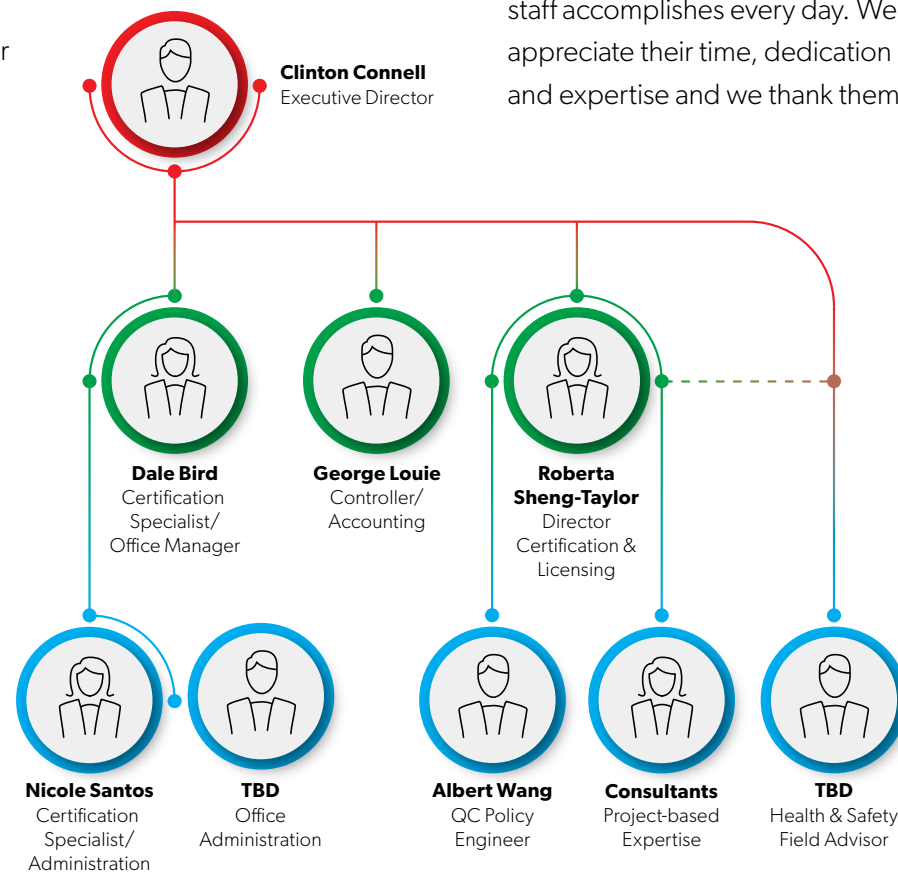 r
staff accomplishes every day. We
appreciate their time, dedication
and expertise and we thank them
Clinton Connell
Executive Director
Dale Bird
Certification
Specialist/
Office Manager
George Louie
Controller/
Accounting
Roberta
Sheng-Taylor
Director
Certification &
Licensing
Nicole Santos
Certification
Specialist/
Administration
TBD
Office
Administration
Albert Wang
QC Policy
Engineer
Consultants
Project-based
Expertise
TBD
Health & Safety
Field Advisor